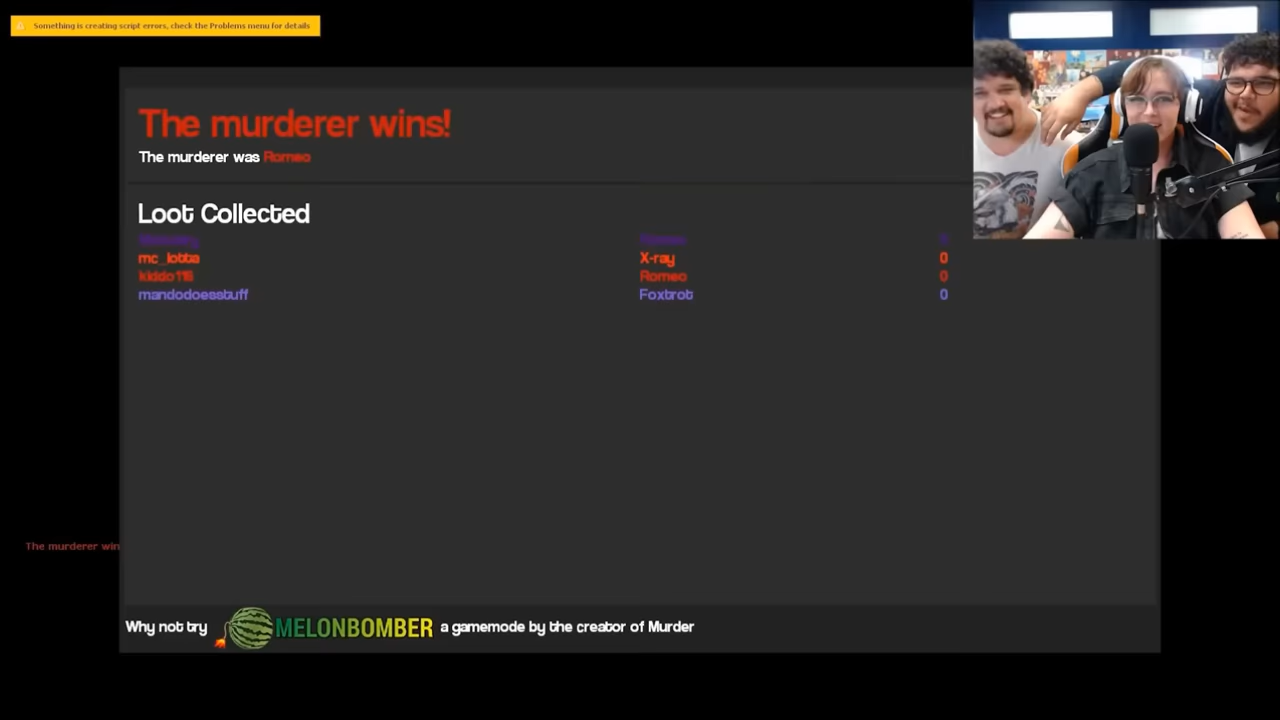 Something is creating script errors, check the Problems menu for details
The murderer wins!
The murderer was Romeo
Loot Collected
mc_lotta X-ray 0
kiddo116 Romeo 0
mandodoesstuff Foxtrot 0
The murderer win
Why not try MELONBOMBER a gamemode by the creator of Murder